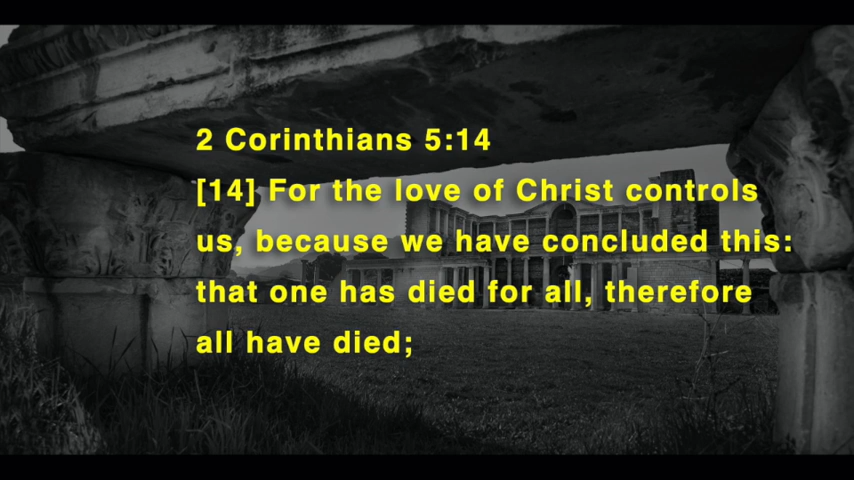 2 Corinthians 5:14
[14] For the love of Christ controls
us, because we have concluded this:
that one has died for all, therefore
all have died;